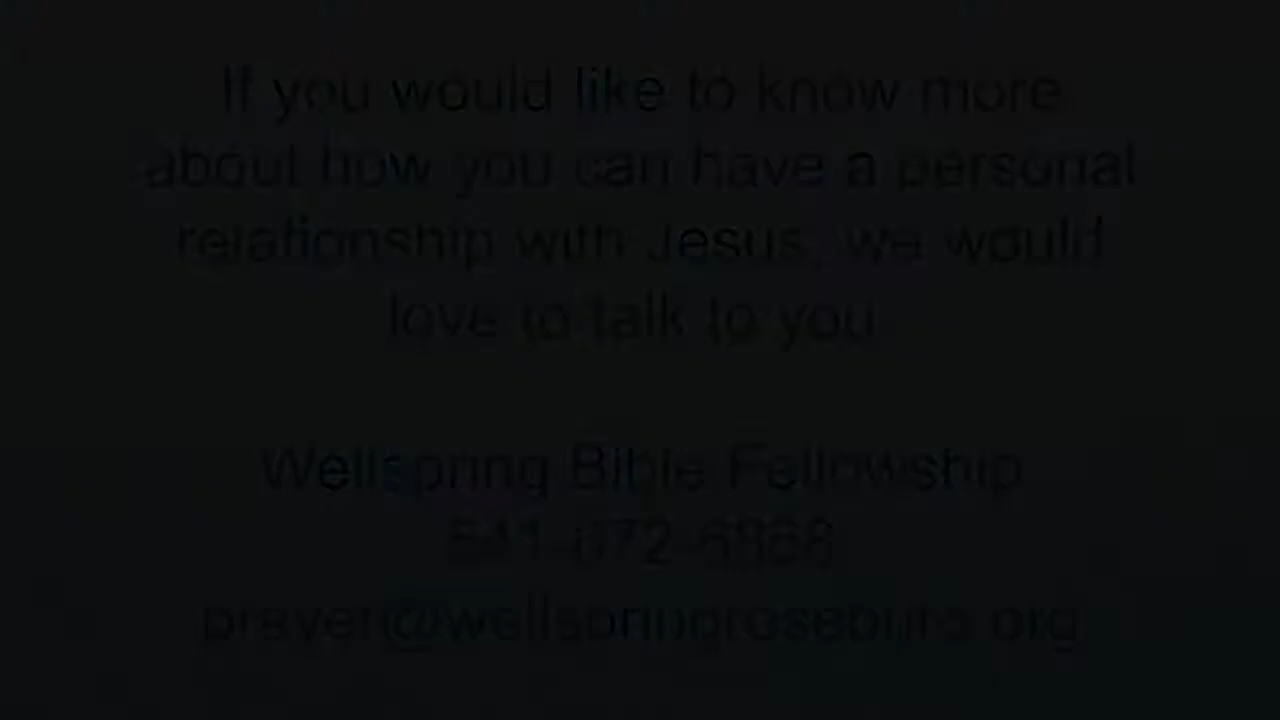 If you would like to know more
about how you can have a personal
relationship with Jesus, we would
love to talk to you
Wellspring Bible Fellowship
prayer@wellspringroseburg.org